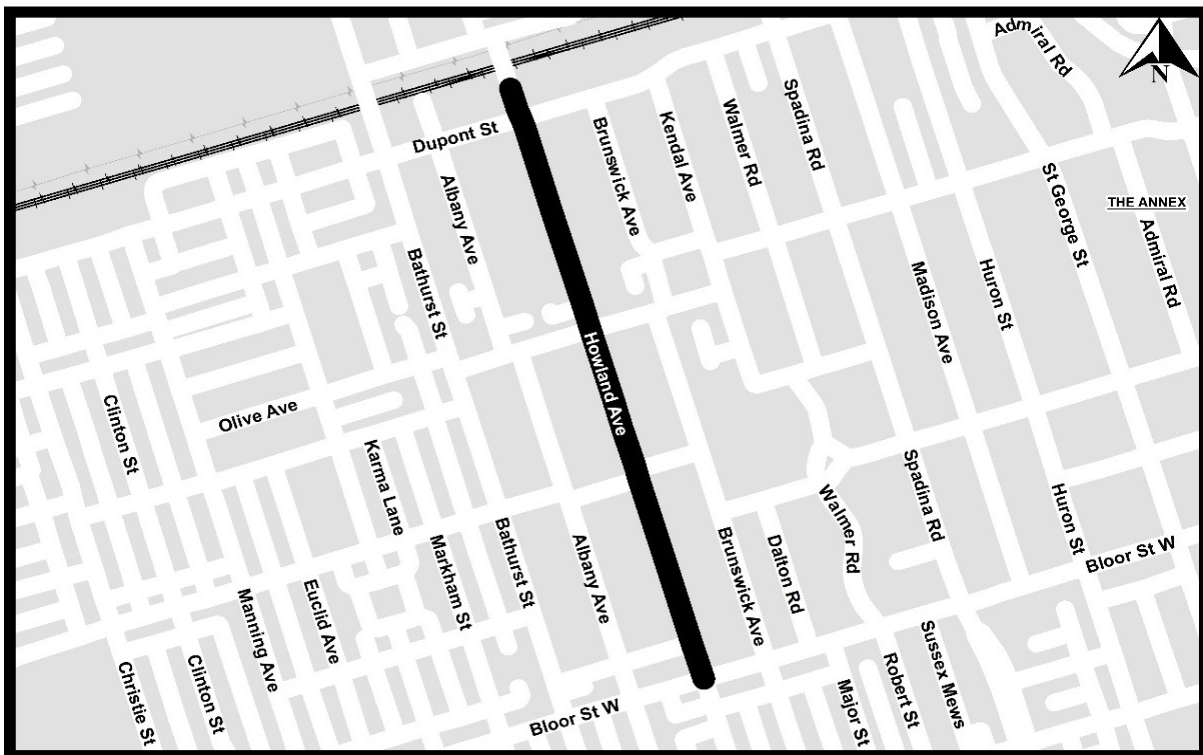 Admiral Rd
N
Dupont St
Brunswick Ave
Kendal Ave
Walmer Rd
Spadina Rd
Albany Ave
St George St
THE ANNEX
Admiral Rd
Bathurst St
Madison Ave
Huron St
Howland Ave
Clinton St
Olive Ave
Karma Lane
Markham St
Bathurst St
Albany Ave
Brunswick Ave
Dalton Rd
Walmer Rd
Spadina Rd
Huron St
Bloor St W
Manning Ave
Euclid Ave
Christie St
Clinton St
Bloor St W
Major St
Robert St
Sussex Mews